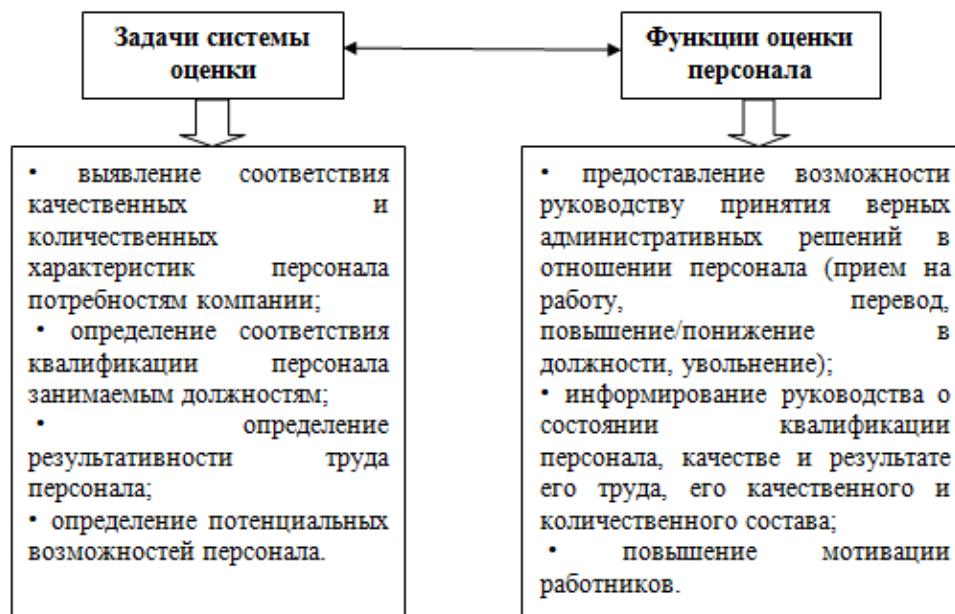 Задачи системы
оценки
Функции оценки
персонала
• выявление соответствия
качественных и
количественных
характеристик персонала
потребностям компании;
• определение соответствия
квалификации персонала
занимаемым должностям;
• определение
результативности труда
персонала;
• определение потенциальных
возможностей персонала.
• предоставление возможности
руководству принятия верных
административных решений в
отношении персонала (прием на
работу, перевод,
повышение/понижение в
должности, увольнение);
• информирование руководства о
состоянии квалификации
персонала, качестве и результате
его труда, его качественного и
количественного состава;
• повышение мотивации
работников.